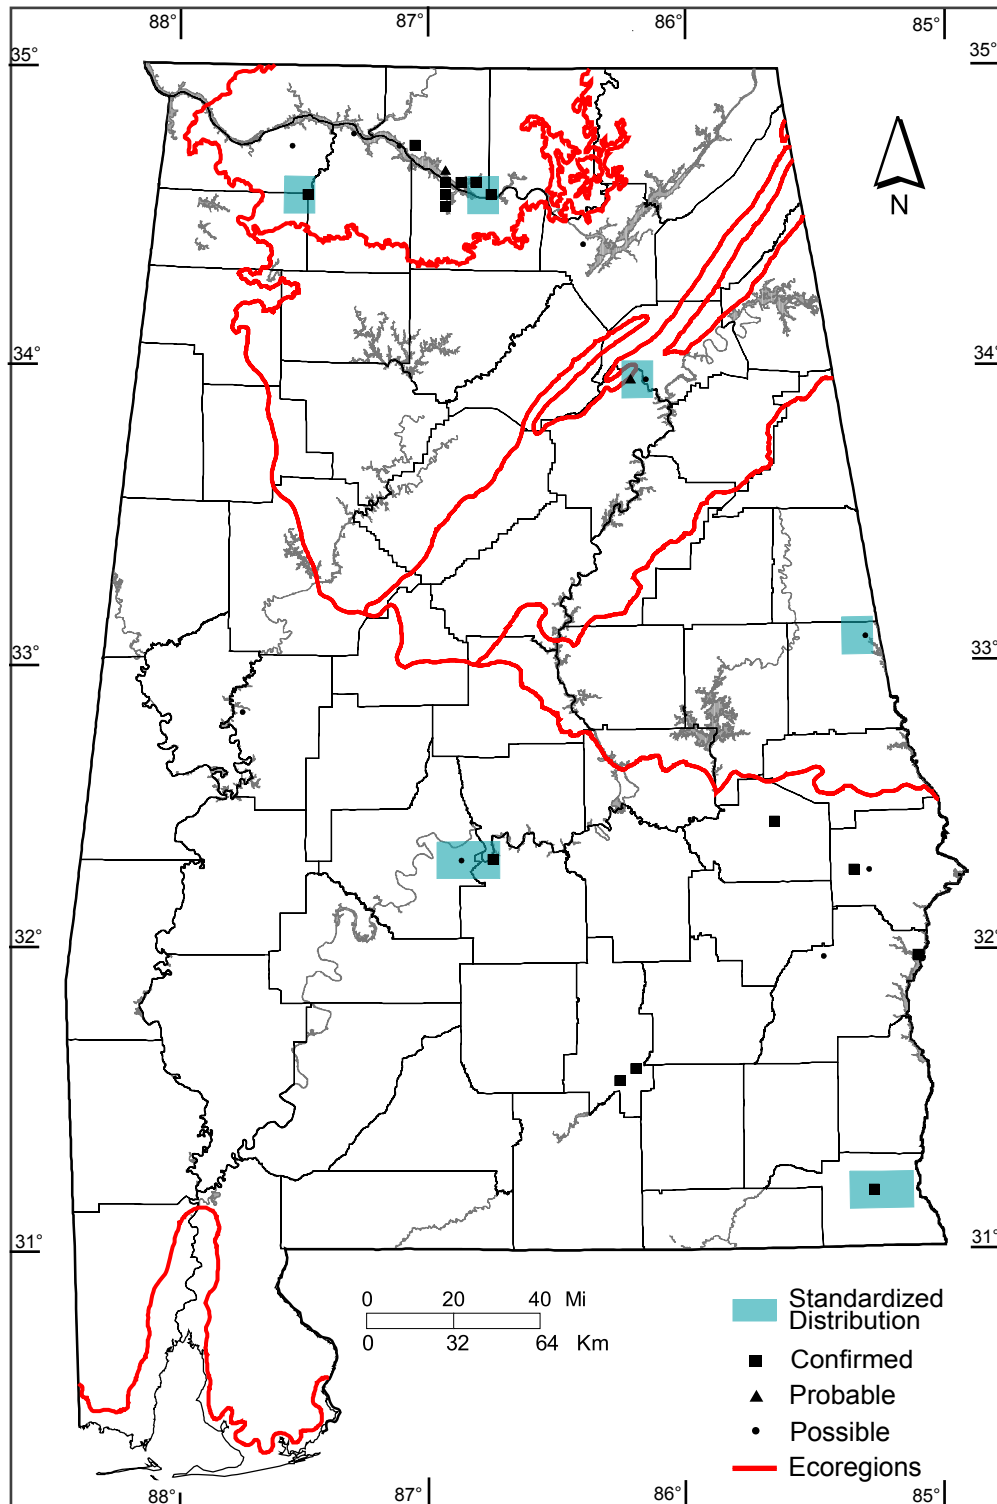 88° 87° 86° 85°
35° 35°
N
34° 34°
33° 33°
32° 32°
31° 31°
0 20 40 Mi
0 32 64 Km
Standardized
Distribution
Confirmed
Probable
Possible
Ecoregions
88° 87° 86° 85°